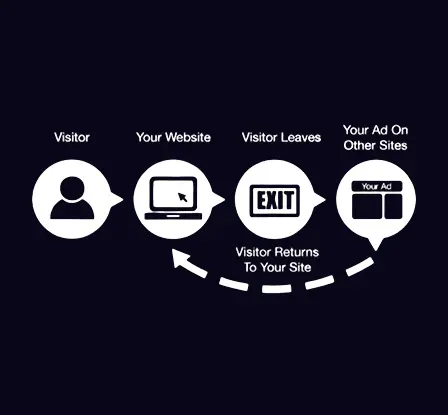 Visitor
Your Website
Visitor Leaves
Your Ad On
Other Sites
EXIT
Your Ad
Visitor Returns
To Your Site